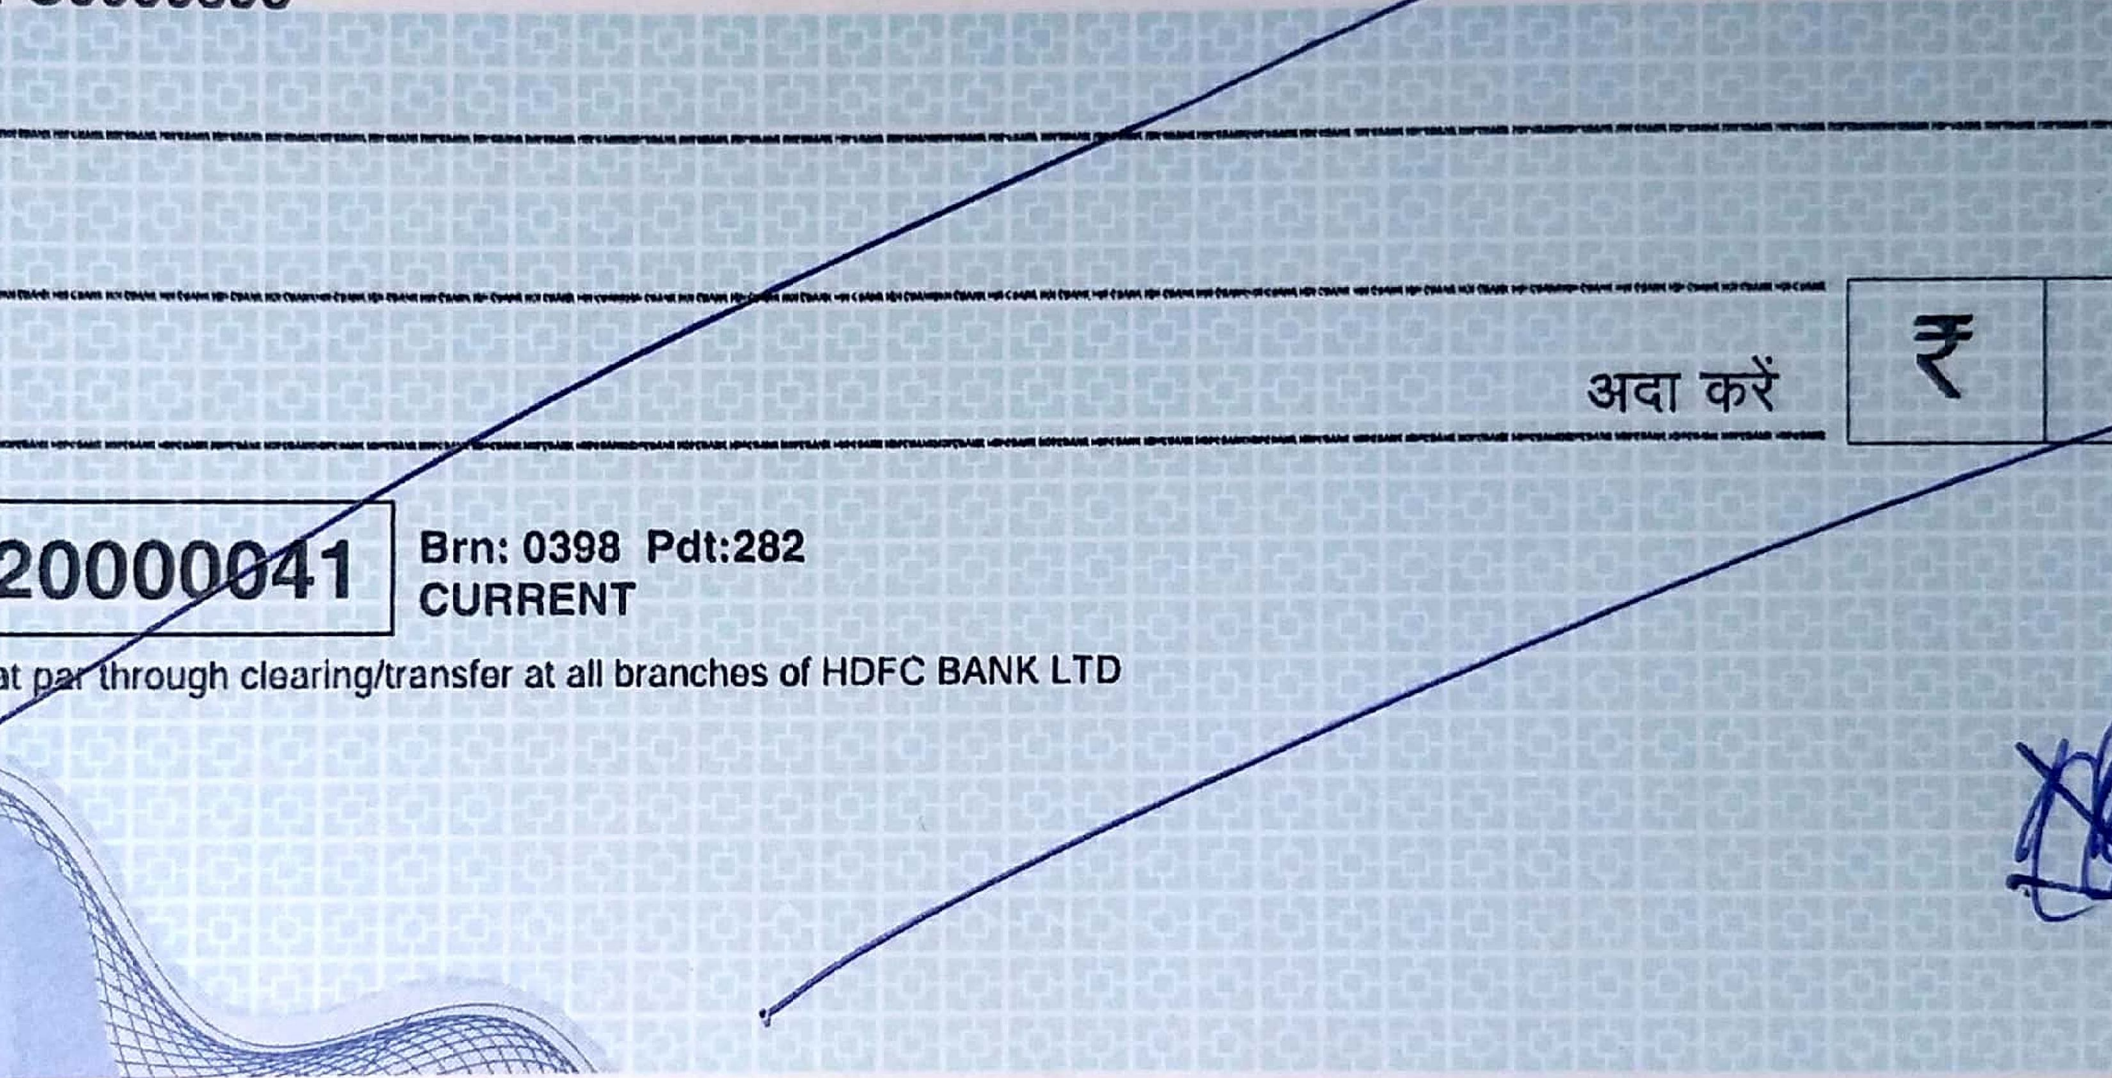 अदा करें ₹
20000041
Brn: 0398 Pdt:282
CURRENT
at par through clearing/transfer at all branches of HDFC BANK LTD